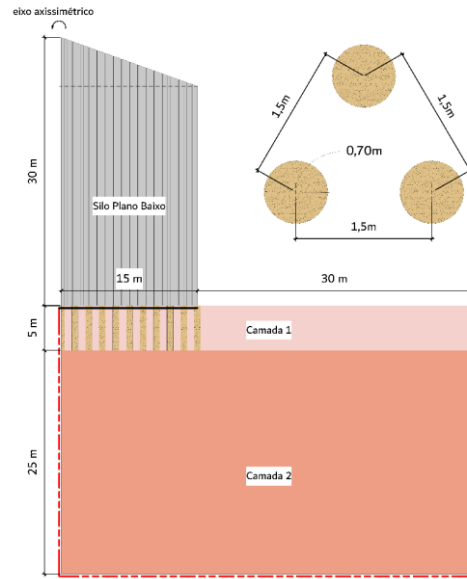 eixo axissimétrico
30 m
Silo Plano Baixo
15 m
30 m
5 m
Camada 1
25 m
Camada 2
1,5m
1,5m
0,70m
1,5m